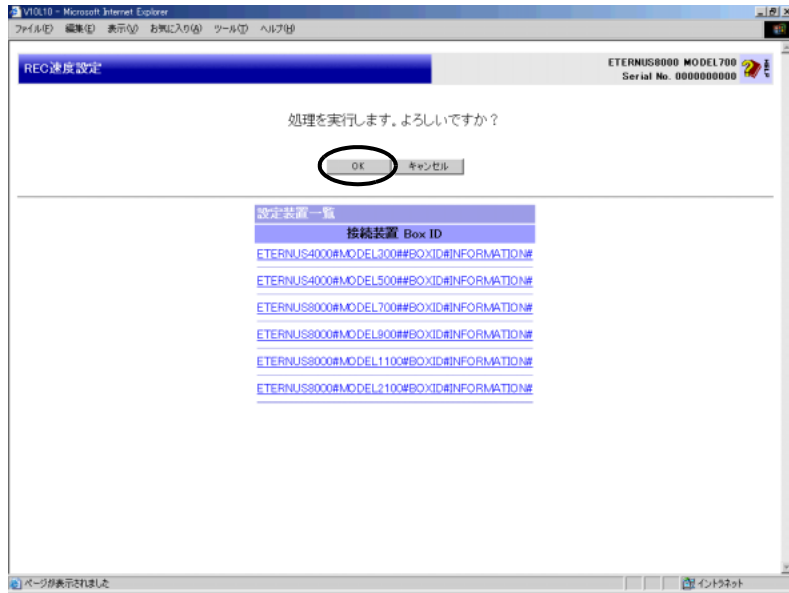 V10L10 - Microsoft Internet Explorer
ファイル(F) 編集(E) 表示(V) お気に入り(A) ツール(T) ヘルプ(H)
REC速度設定
ETERNUS8000 MODEL700
Serial No. 0000000000
HELP
処理を実行します。よろしいですか？
OK キャンセル
設定装置一覧
接続装置 Box ID
ETERNUS4000#MODEL300##BOXID#INFORMATION#
ETERNUS4000#MODEL500##BOXID#INFORMATION#
ETERNUS8000#MODEL700##BOXID#INFORMATION#
ETERNUS8000#MODEL900##BOXID#INFORMATION#
ETERNUS8000#MODEL1100#BOXID#INFORMATION#
ETERNUS8000#MODEL2100#BOXID#INFORMATION#
ページが表示されました
イントラネット